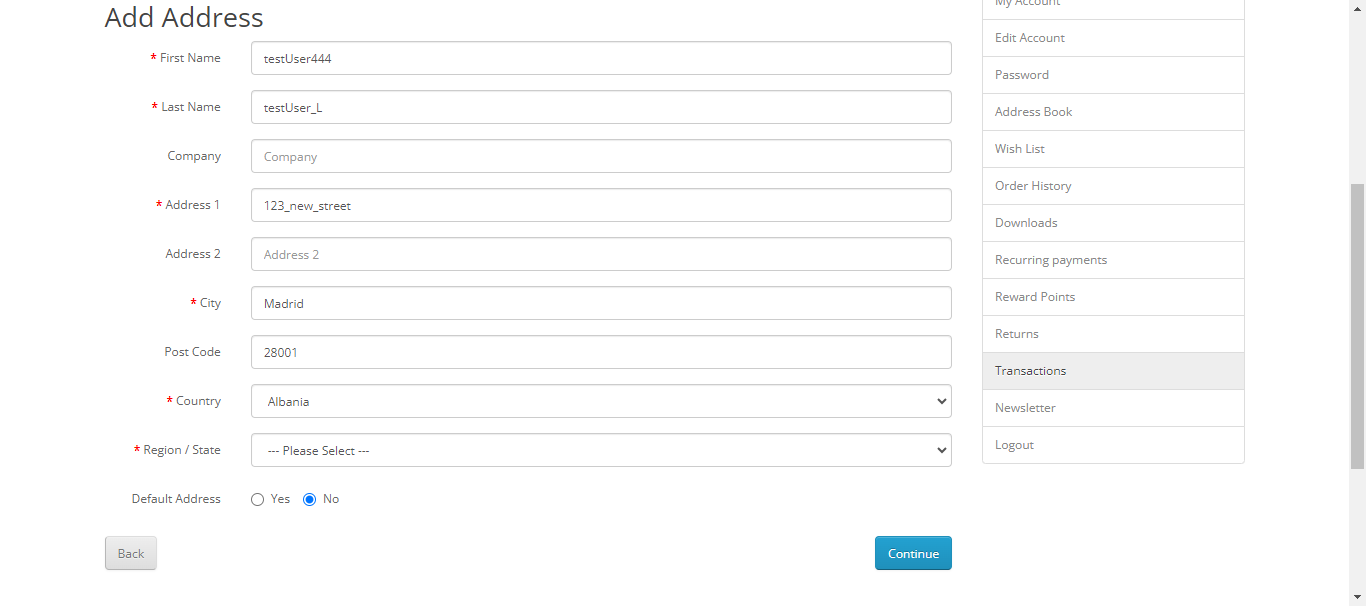 Add Address
* First Name
testUser444
* Last Name
testUser_L
Company
Company
* Address 1
123_new_street
Address 2
Address 2
* City
Madrid
Post Code
28001
* Country
Albania
* Region / State
--- Please Select ---
Default Address
Yes
No
Back
Continue
My Account
Edit Account
Password
Address Book
Wish List
Order History
Downloads
Recurring payments
Reward Points
Returns
Transactions
Newsletter
Logout